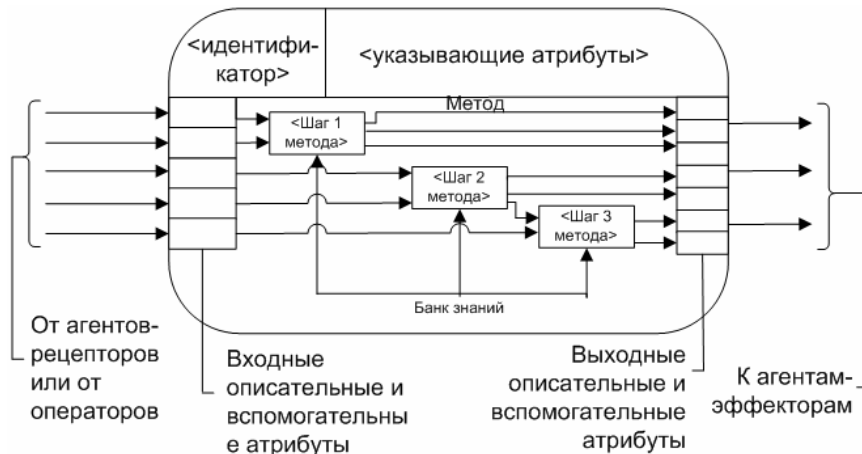 <идентифи-
катор>
<указывающие атрибуты>
Метод
<Шаг 1
метода>
<Шаг 2
метода>
<Шаг 3
метода>
Банк знаний
От агентов-
рецепторов
или от
операторов
Входные
описательные и
вспомогательны
е атрибуты
Выходные
описательные и
вспомогательные
атрибуты
К агентам-
эффекторам